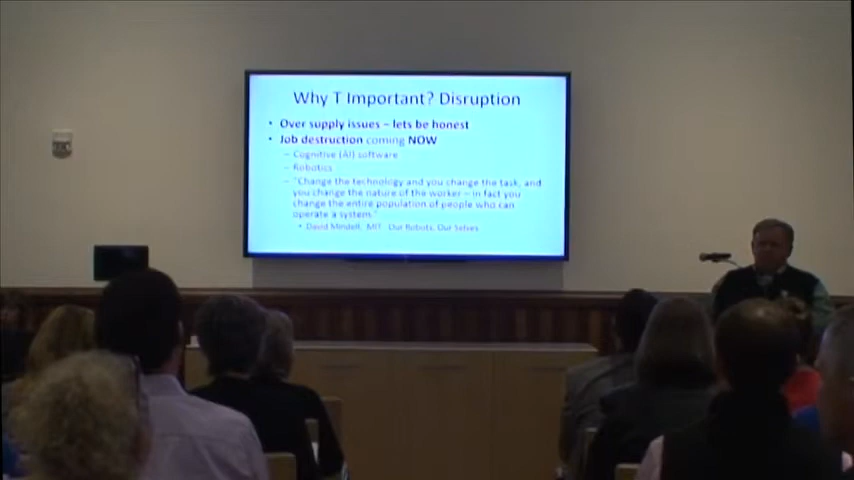 Why T Important? Disruption
• Over supply issues – lets be honest
• Job destruction coming NOW
– Cognitive (AI) software
– Robotics
– "Change the technology and you change the task, and
you change the nature of the worker – in fact you
change the entire population of people who can
operate a system."
• David Mindell, MIT Our Robots, Our Selves